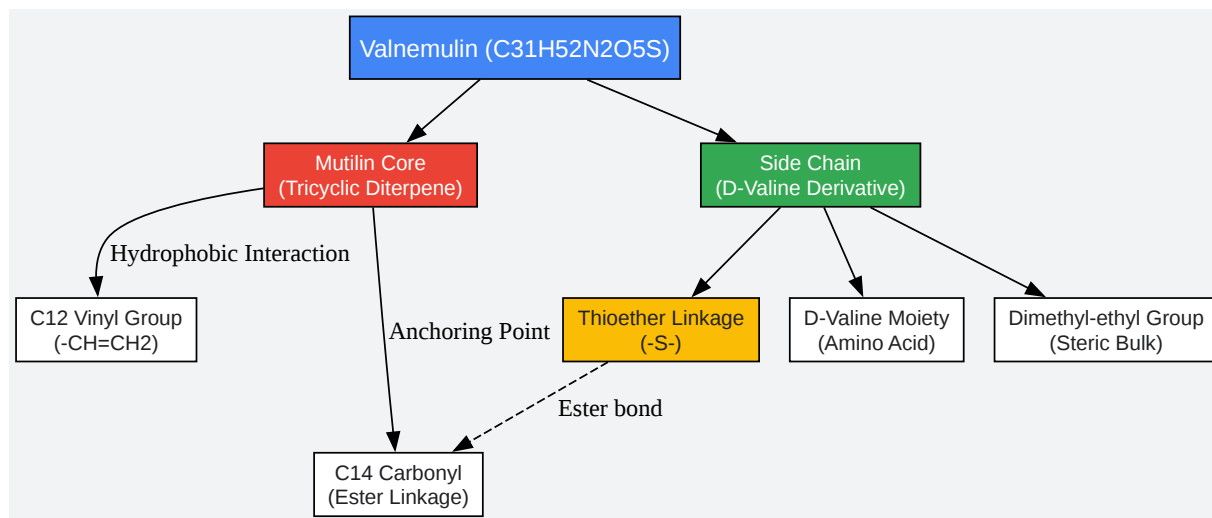 Valnemulin (C31H52N2O5S)
Mutilin Core
(Tricyclic Diterpene)
Side Chain
(D-Valine Derivative)
Hydrophobic Interaction
C12 Vinyl Group
(-CH=CH2)
Anchoring Point
Thioether Linkage
(-S-)
D-Valine Moiety
(Amino Acid)
Dimethyl-ethyl Group
(Steric Bulk)
Ester bond
C14 Carbonyl
(Ester Linkage)